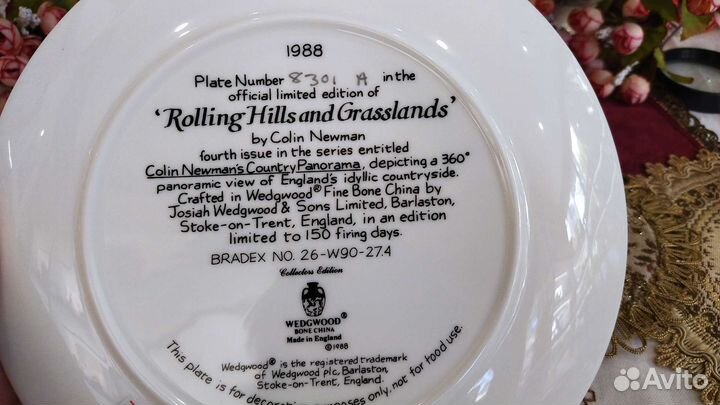 1988
Plate Number 8301 A in the
official limited edition of
'Rolling Hills and Grasslands'
by Colin Newman
fourth issue in the series entitled
Colin Newman's Country Panorama, depicting a 360°
panoramic view of England's idyllic countryside.
Crafted in Wedgwood® Fine Bone China by
Josiah Wedgwood & Sons Limited, Barlaston,
Stoke-on-Trent, England, in an edition
limited to 150 firing days.
BRADEX NO. 26-W90-27.4
Collectors Edition
WEDGWOOD®
BONE CHINA
Made in England
©1988
Wedgwood® is the registered trademark
of Wedgwood plc, Barlaston,
Stoke-on-Trent, England.
This plate is for decorative purposes only, not for food use.
Avito